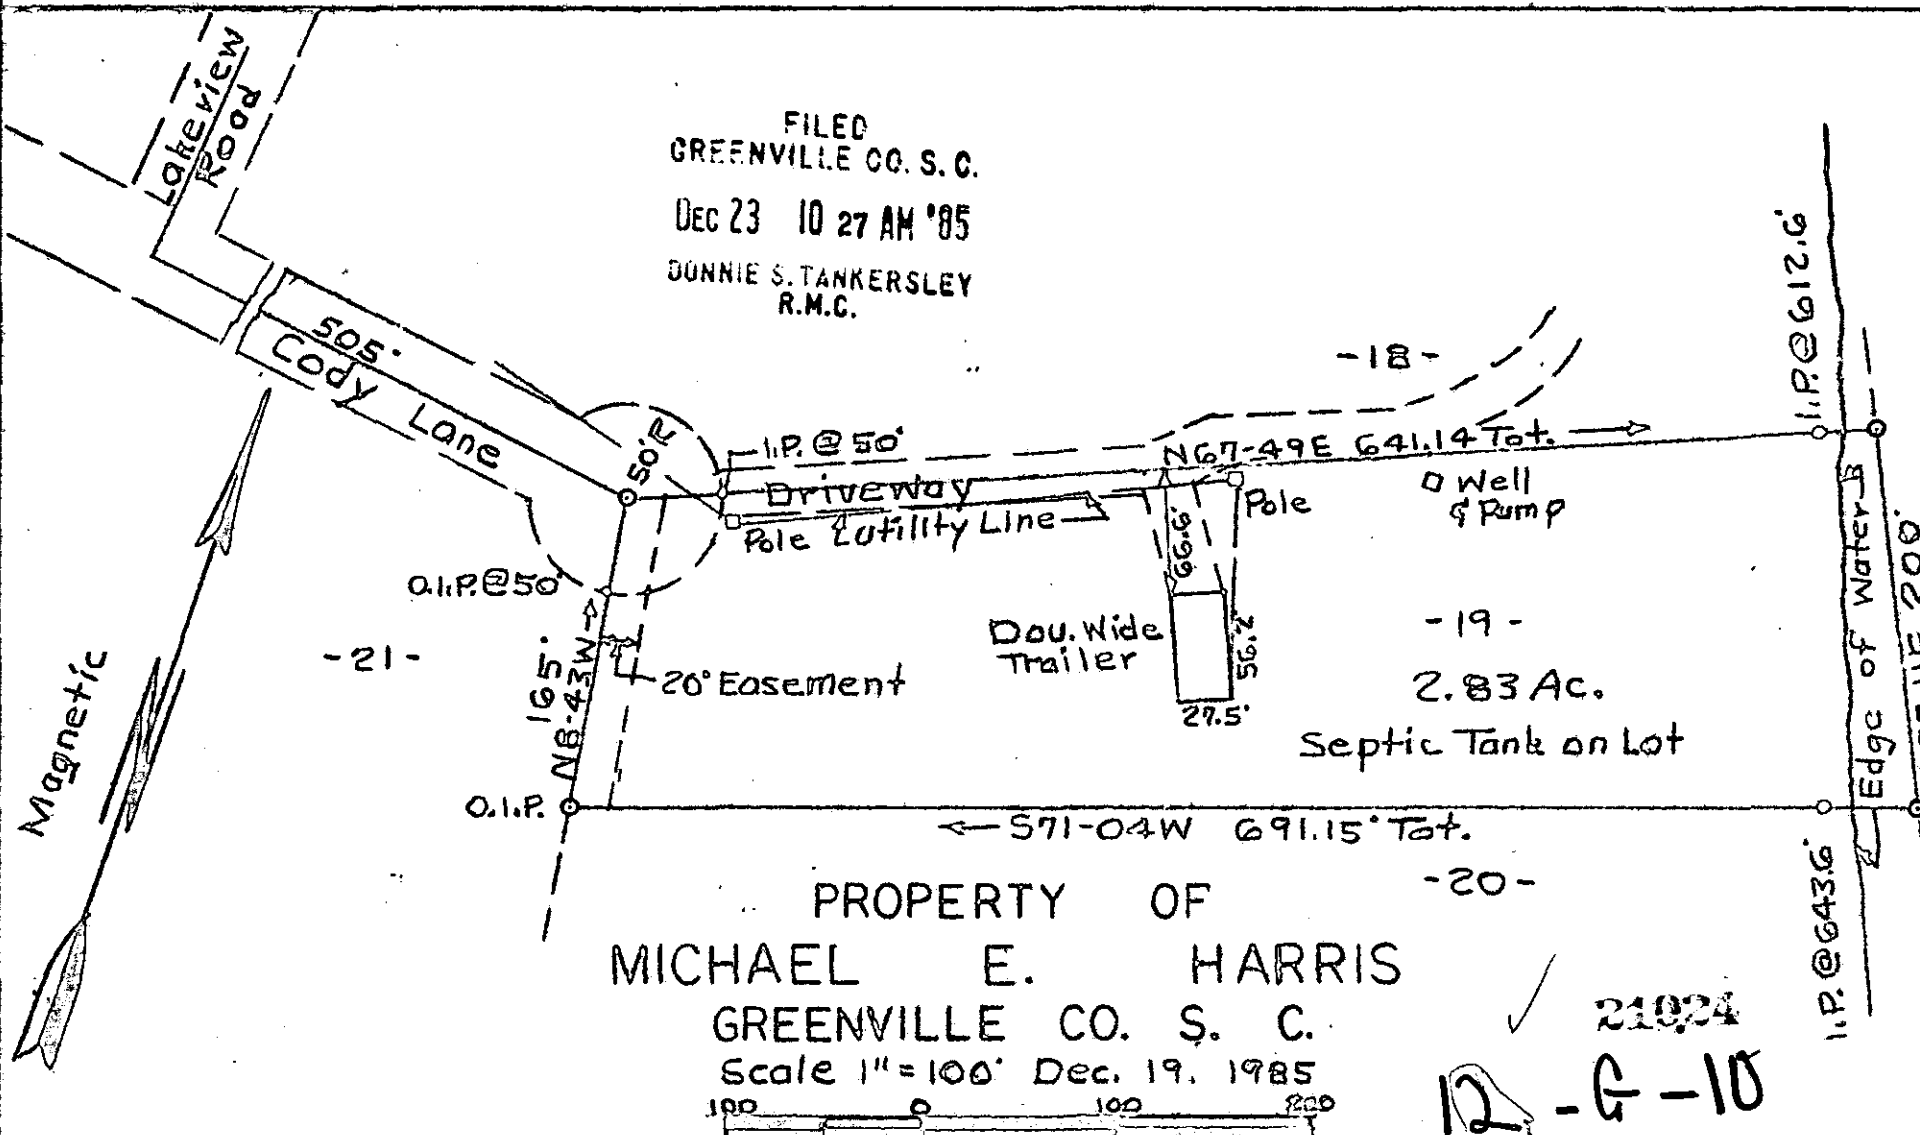 Lakeview
Road
FILED
GREENVILLE CO. S. C.
DEC 23 10 27 AM '85
DONNIE S. TANKERSLEY
R.M.C.
505'
Cody Lane
50'R
I.P. @ 50'
-18-
I.P. @ 612.6'
N67-49E 641.14 Tot.
Driveway
Pole
Utility Line
Pole
Well
& Pump
66.6'
O.I.P. @ 50'
-21-
165'
N8-43W
20' Easement
Dou. Wide
Trailer
56.2
27.5'
-19-
2.83 Ac.
Septic Tank on Lot
Edge of Water
200'
Magnetic
O.I.P.
S71-04W 691.15' Tot.
-20-
I.P. @ 643.6'
PROPERTY OF
MICHAEL E. HARRIS
GREENVILLE CO. S. C.
Scale 1" = 100' Dec. 19, 1985
100 0 100 200
21924
12 - G - 10